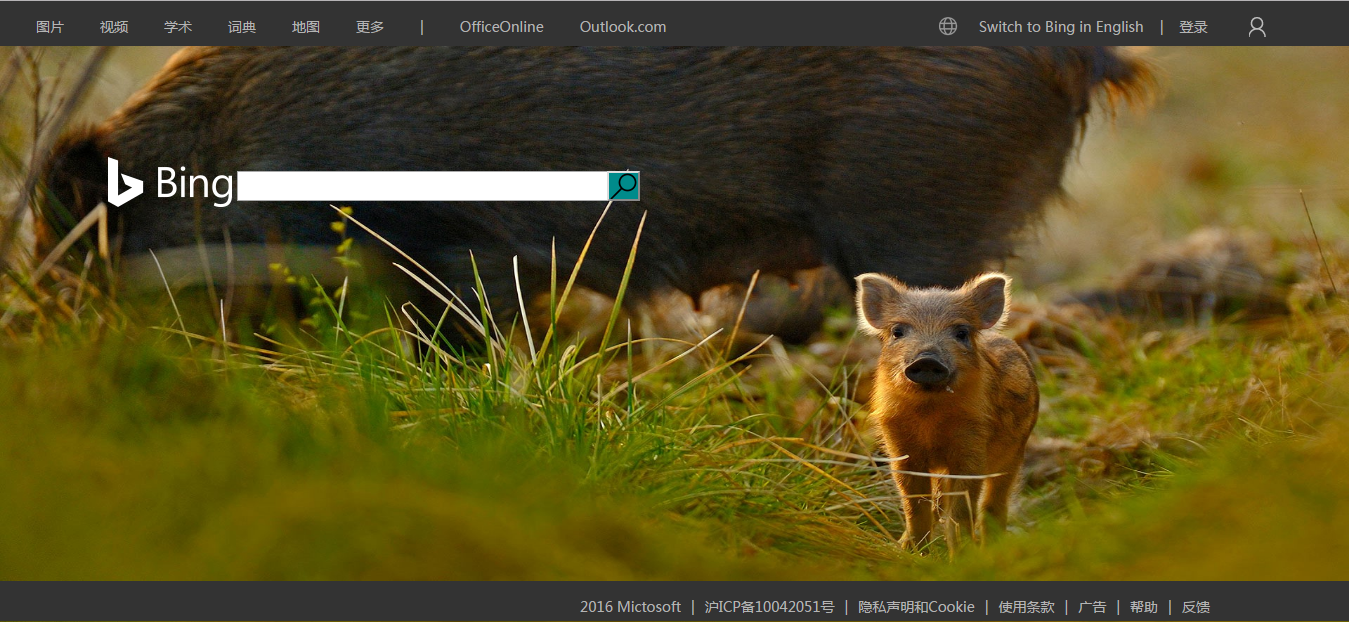 图片 视频 学术 词典 地图 更多 | OfficeOnline Outlook.com Switch to Bing in English | 登录
Bing
2016 Mictosoft | 沪ICP备10042051号 | 隐私声明和Cookie | 使用条款 | 广告 | 帮助 | 反馈